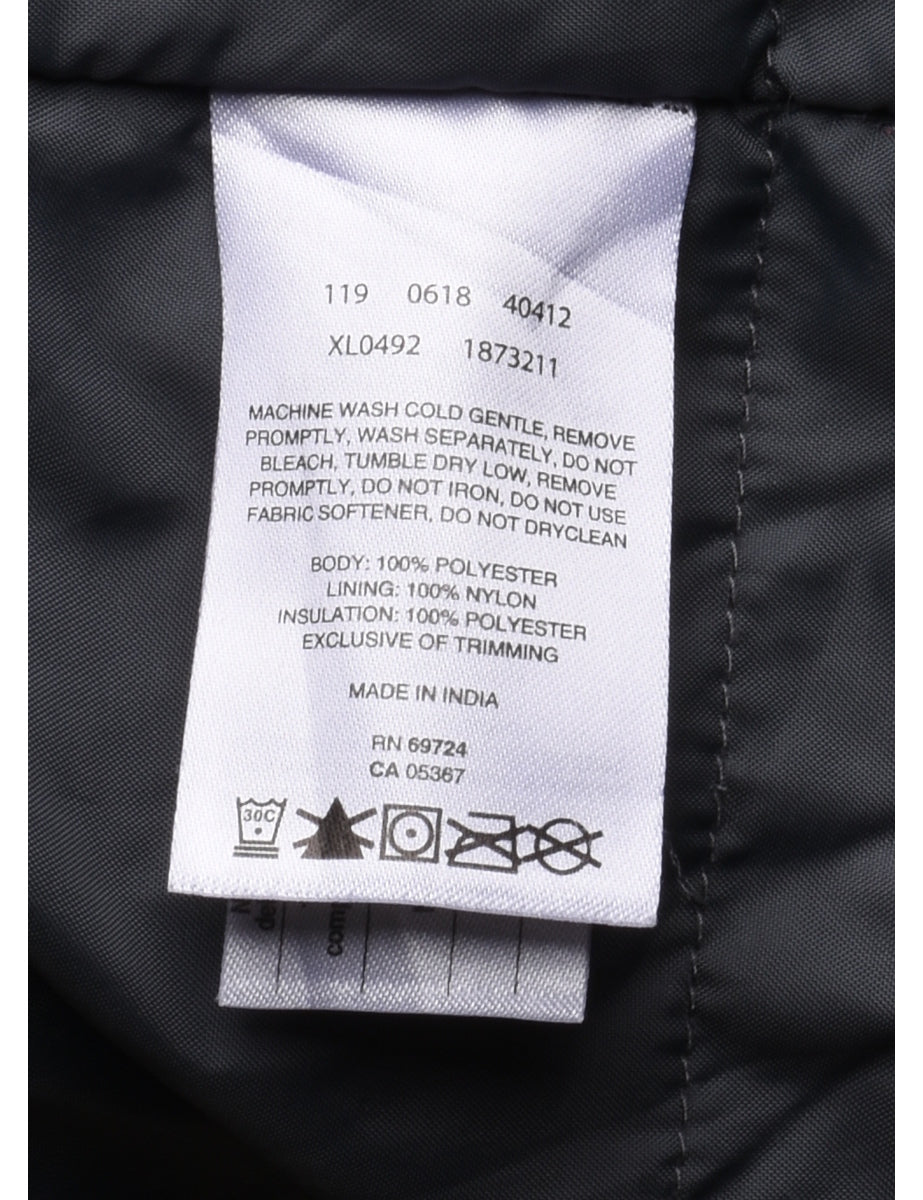 119 0618 40412
XL0492 1873211
MACHINE WASH COLD GENTLE, REMOVE
PROMPTLY, WASH SEPARATELY, DO NOT
BLEACH, TUMBLE DRY LOW, REMOVE
PROMPTLY, DO NOT IRON, DO NOT USE
FABRIC SOFTENER, DO NOT DRYCLEAN
BODY: 100% POLYESTER
LINING: 100% NYLON
INSULATION: 100% POLYESTER
EXCLUSIVE OF TRIMMING
MADE IN INDIA
RN 69724
CA 05367
30C